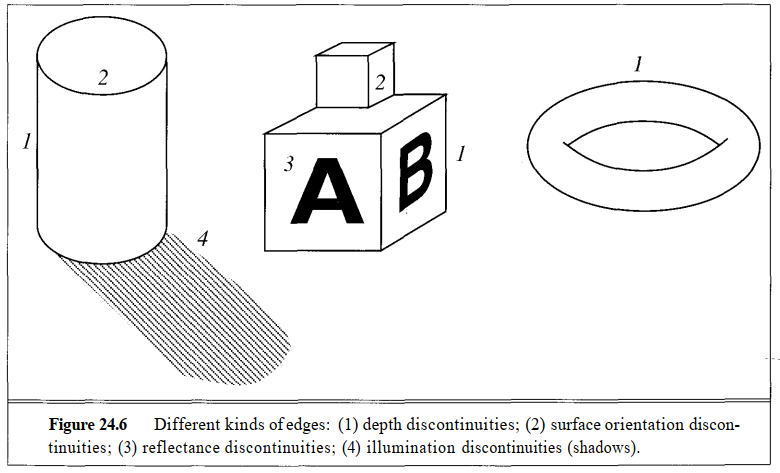 1
2
1
4
2
3
A
B
1
1
Figure 24.6 Different kinds of edges: (1) depth discontinuities; (2) surface orientation discon-
tinuities; (3) reflectance discontinuities; (4) illumination discontinuities (shadows).